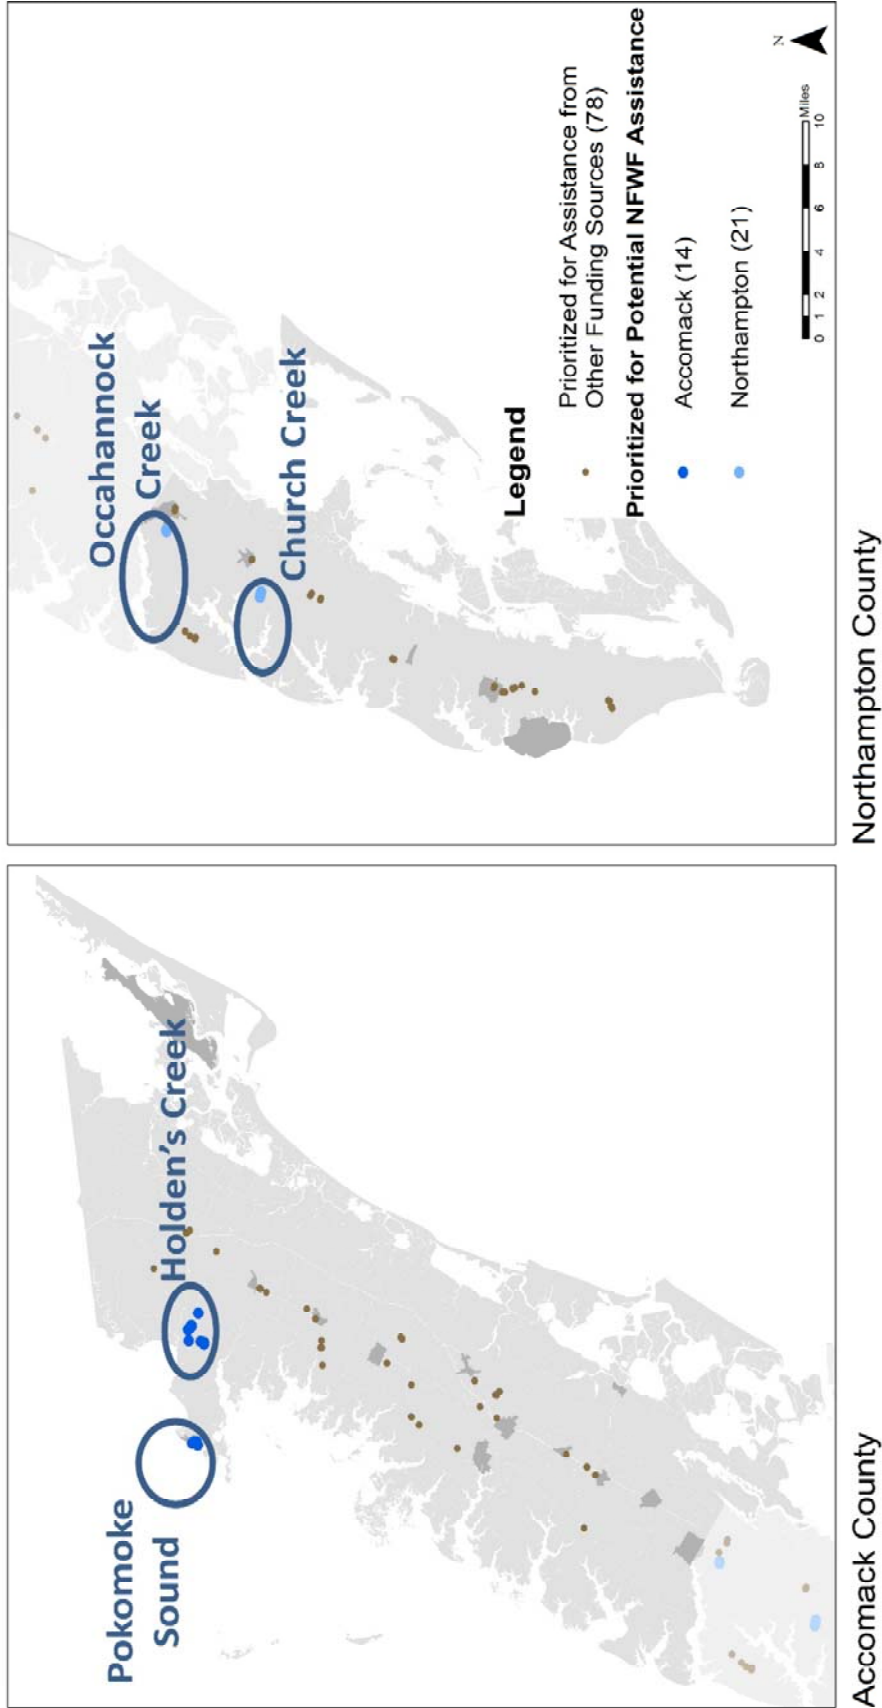 Pokomoke
Sound
Holden's Creek
Accomack County
Occahannock
Creek
Church Creek
Legend
Prioritized for Assistance from
Other Funding Sources (78)
Prioritized for Potential NFWF Assistance
Accomack (14)
Northampton (21)
N
0 1 2 4 6 8 10
Miles
Northampton County